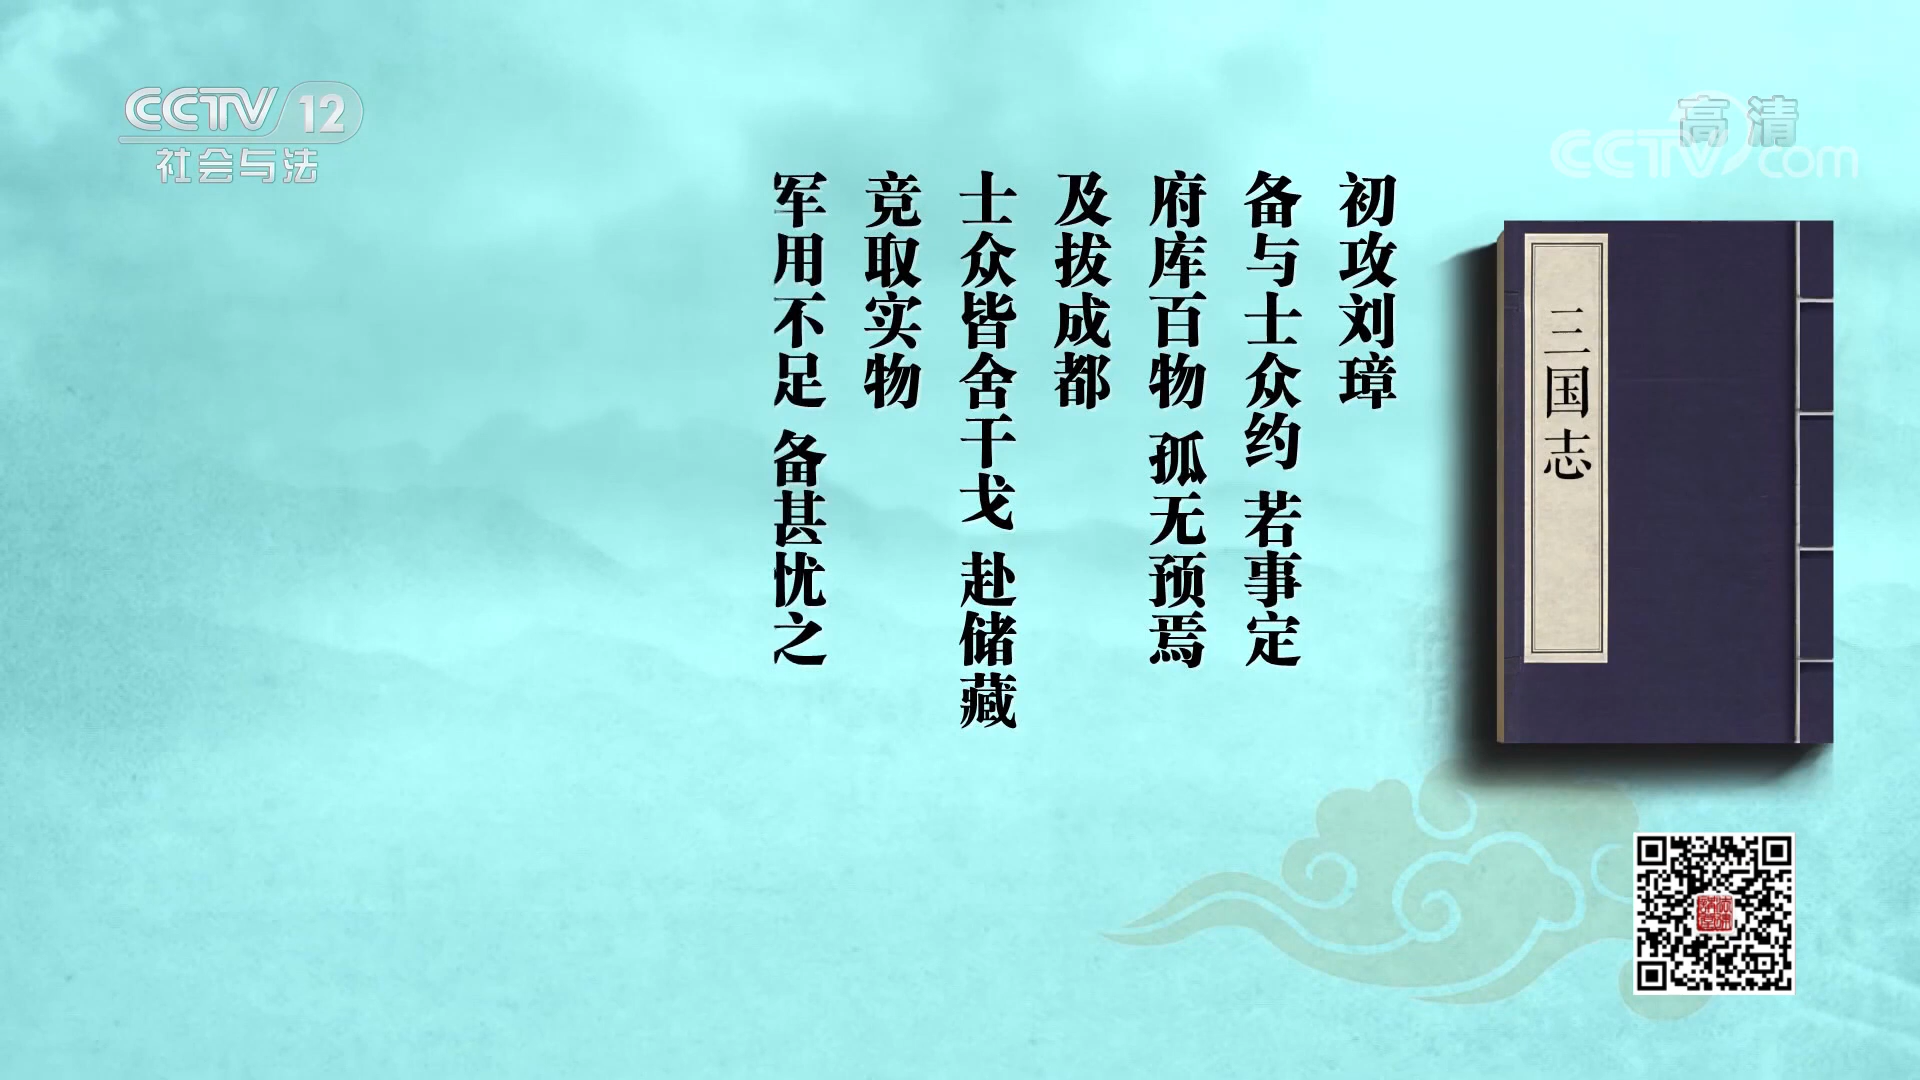 CCTV 12
社会与法
高清
CCTV.com
三国志
初攻刘璋
备与士众约 若事定
府库百物 孤无预焉
及拔成都
士众皆舍干戈 赴储藏
竞取实物
军用不足 备甚忧之